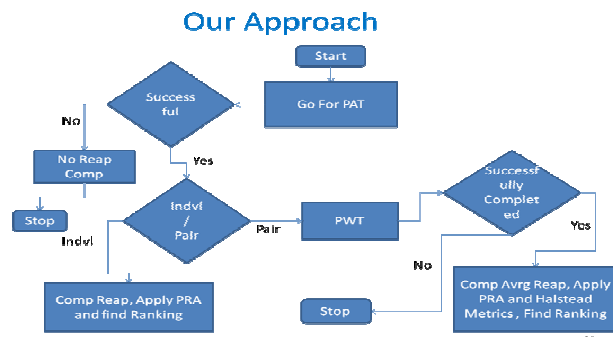 Our Approach
Start
Go For PAT
Success
ful
No
No Reap
Comp
Stop
Yes
Indvl
/
Pair
Indvl
Comp Reap, Apply PRA
and find Ranking
Pair
PWT
Successf
ully
Complet
ed
No
Stop
Yes
Comp Avrg Reap, Apply
PRA and Halstead
Metrics , Find Ranking